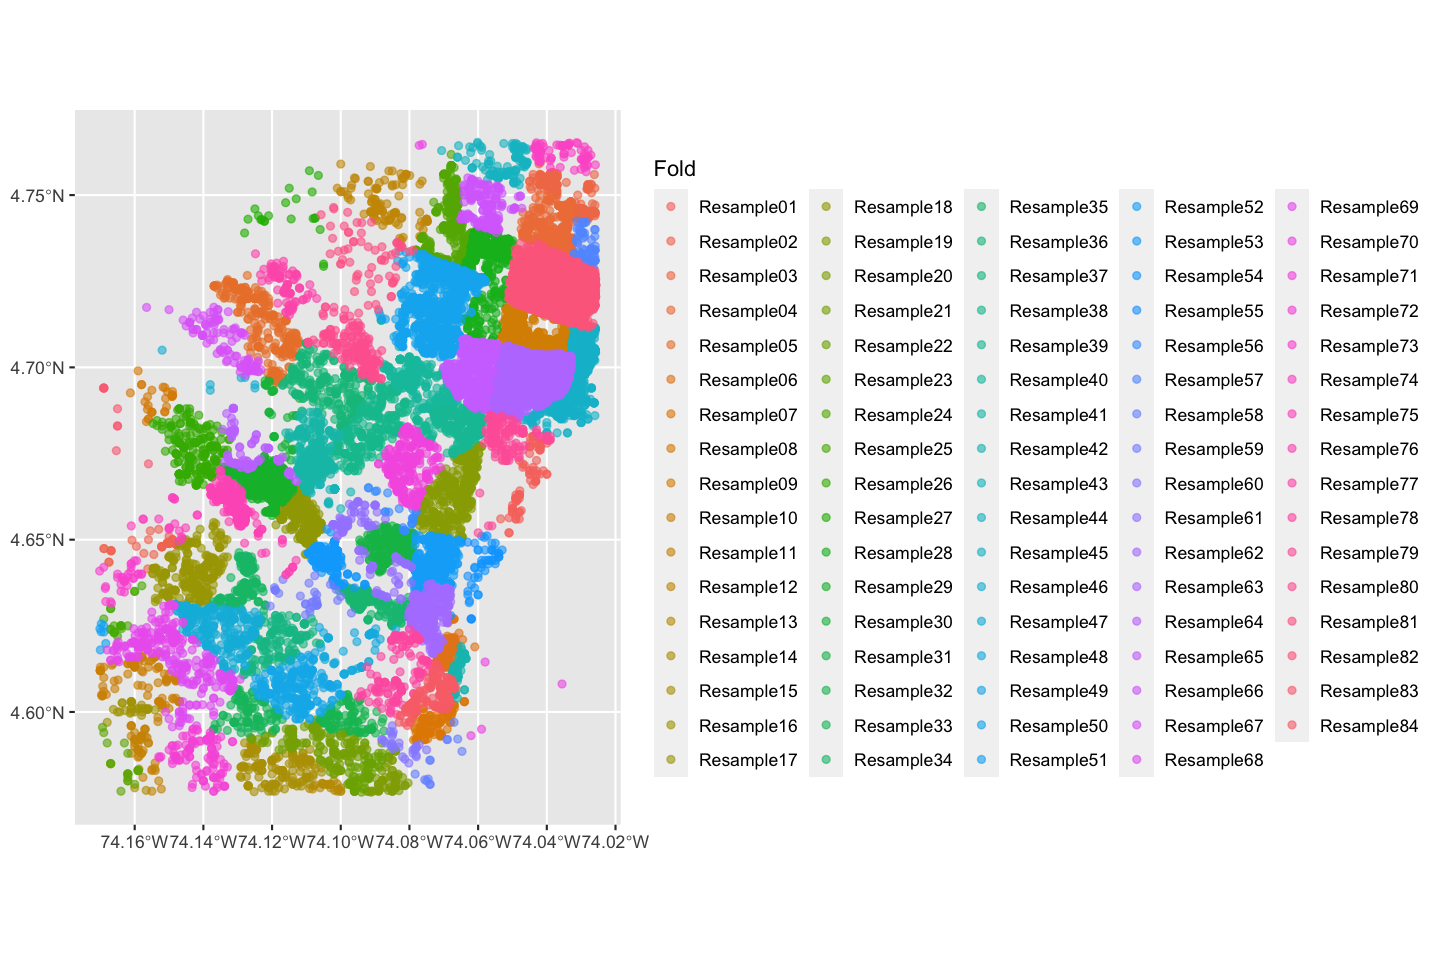 Fold
Resample01 Resample18 Resample35 Resample52 Resample69
Resample02 Resample19 Resample36 Resample53 Resample70
Resample03 Resample20 Resample37 Resample54 Resample71
Resample04 Resample21 Resample38 Resample55 Resample72
Resample05 Resample22 Resample39 Resample56 Resample73
Resample06 Resample23 Resample40 Resample57 Resample74
Resample07 Resample24 Resample41 Resample58 Resample75
Resample08 Resample25 Resample42 Resample59 Resample76
Resample09 Resample26 Resample43 Resample60 Resample77
Resample10 Resample27 Resample44 Resample61 Resample78
Resample11 Resample28 Resample45 Resample62 Resample79
Resample12 Resample29 Resample46 Resample63 Resample80
Resample13 Resample30 Resample47 Resample64 Resample81
Resample14 Resample31 Resample48 Resample65 Resample82
Resample15 Resample32 Resample49 Resample66 Resample83
Resample16 Resample33 Resample50 Resample67 Resample84
Resample17 Resample34 Resample51 Resample68
4.75°N
4.70°N
4.65°N
4.60°N
74.16°W 74.14°W 74.12°W 74.10°W 74.08°W 74.06°W 74.04°W 74.02°W